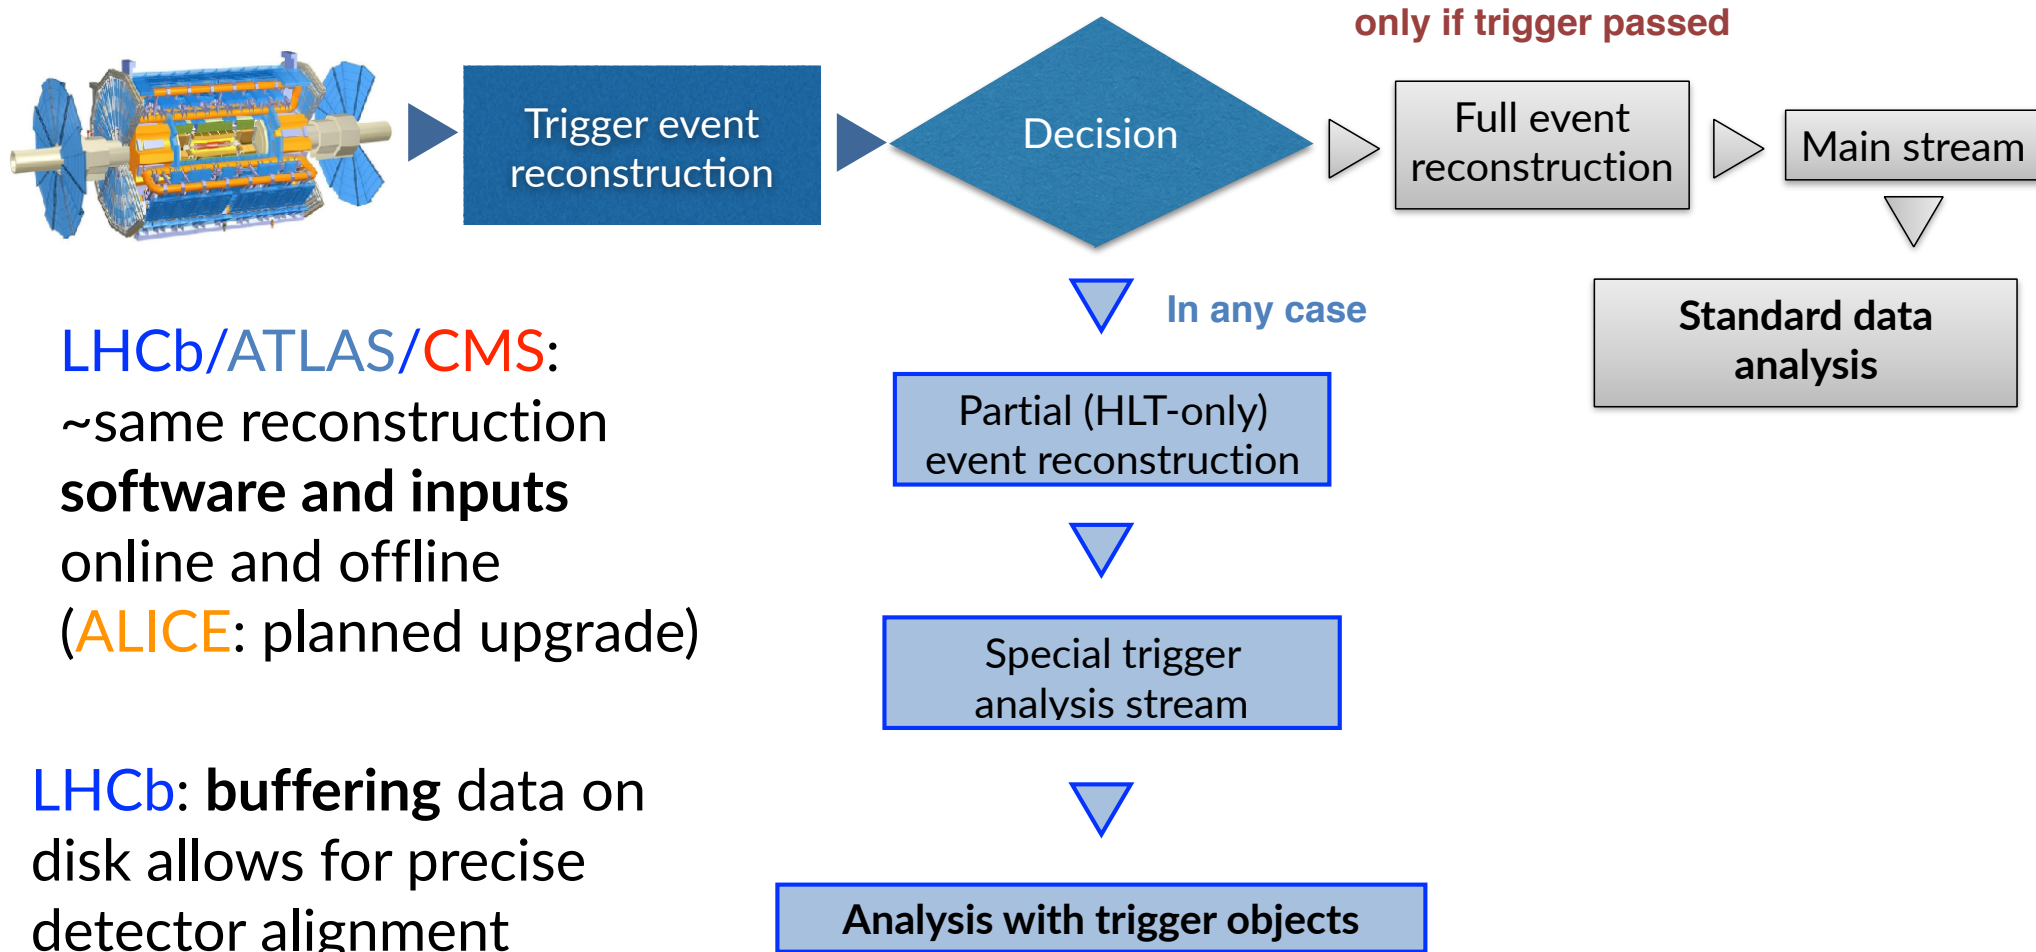 only if trigger passed
Trigger event
reconstruction
Decision
Full event
reconstruction
Main stream
In any case
Standard data
analysis
LHCb/ATLAS/CMS:
~same reconstruction
software and inputs
online and offline
(ALICE: planned upgrade)
Partial (HLT-only)
event reconstruction
Special trigger
analysis stream
LHCb: buffering data on
disk allows for precise
detector alignment
Analysis with trigger objects